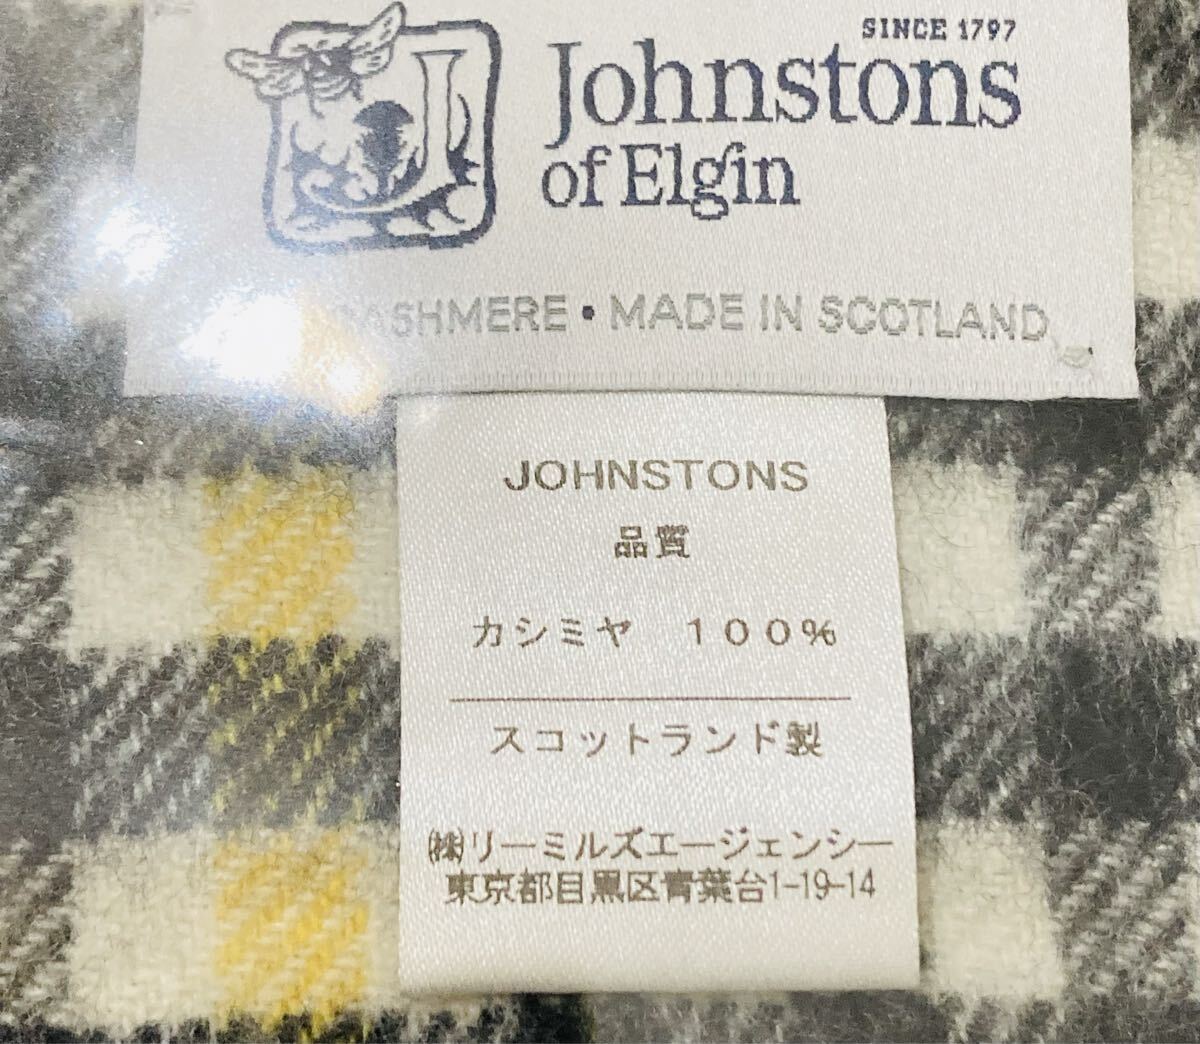 SINCE 1797
Johnstons
of Elgin
CASHMERE • MADE IN SCOTLAND
JOHNSTONS
品質
カシミヤ　１００％
スコットランド製
㈱リーミルズエージェンシー
東京都目黒区青葉台1-19-14